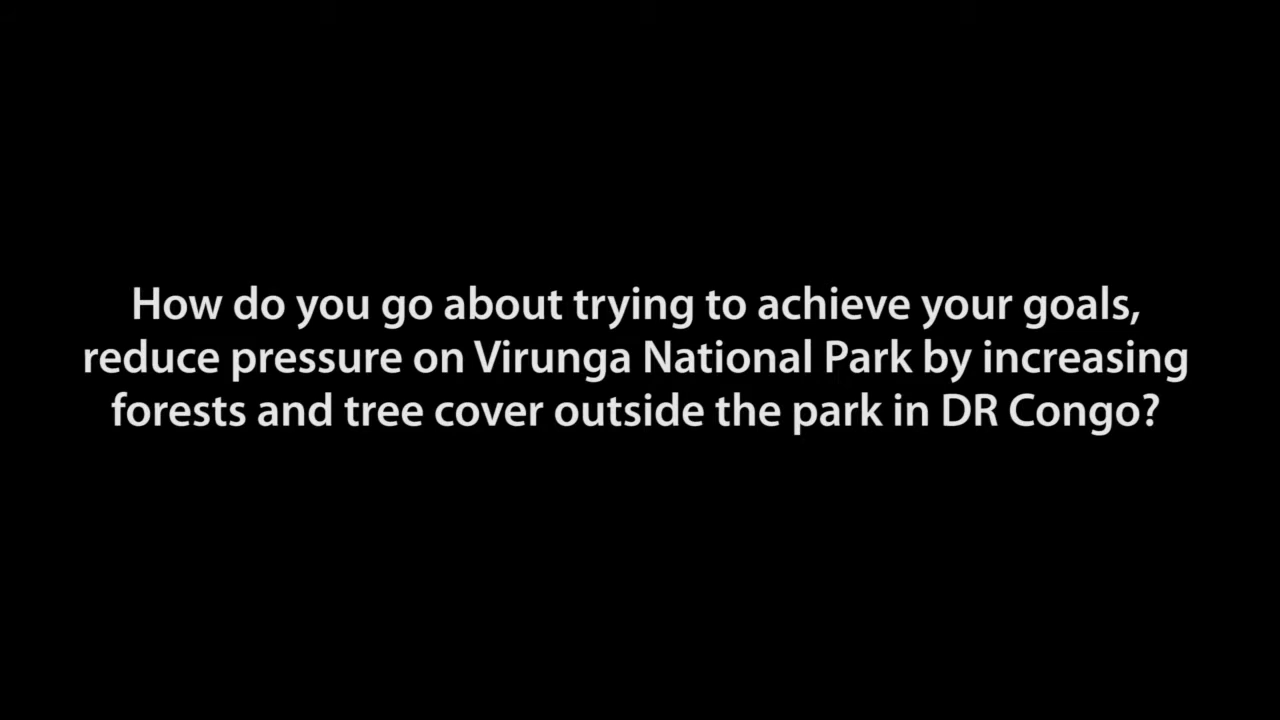 How do you go about trying to achieve your goals,
reduce pressure on Virunga National Park by increasing
forests and tree cover outside the park in DR Congo?